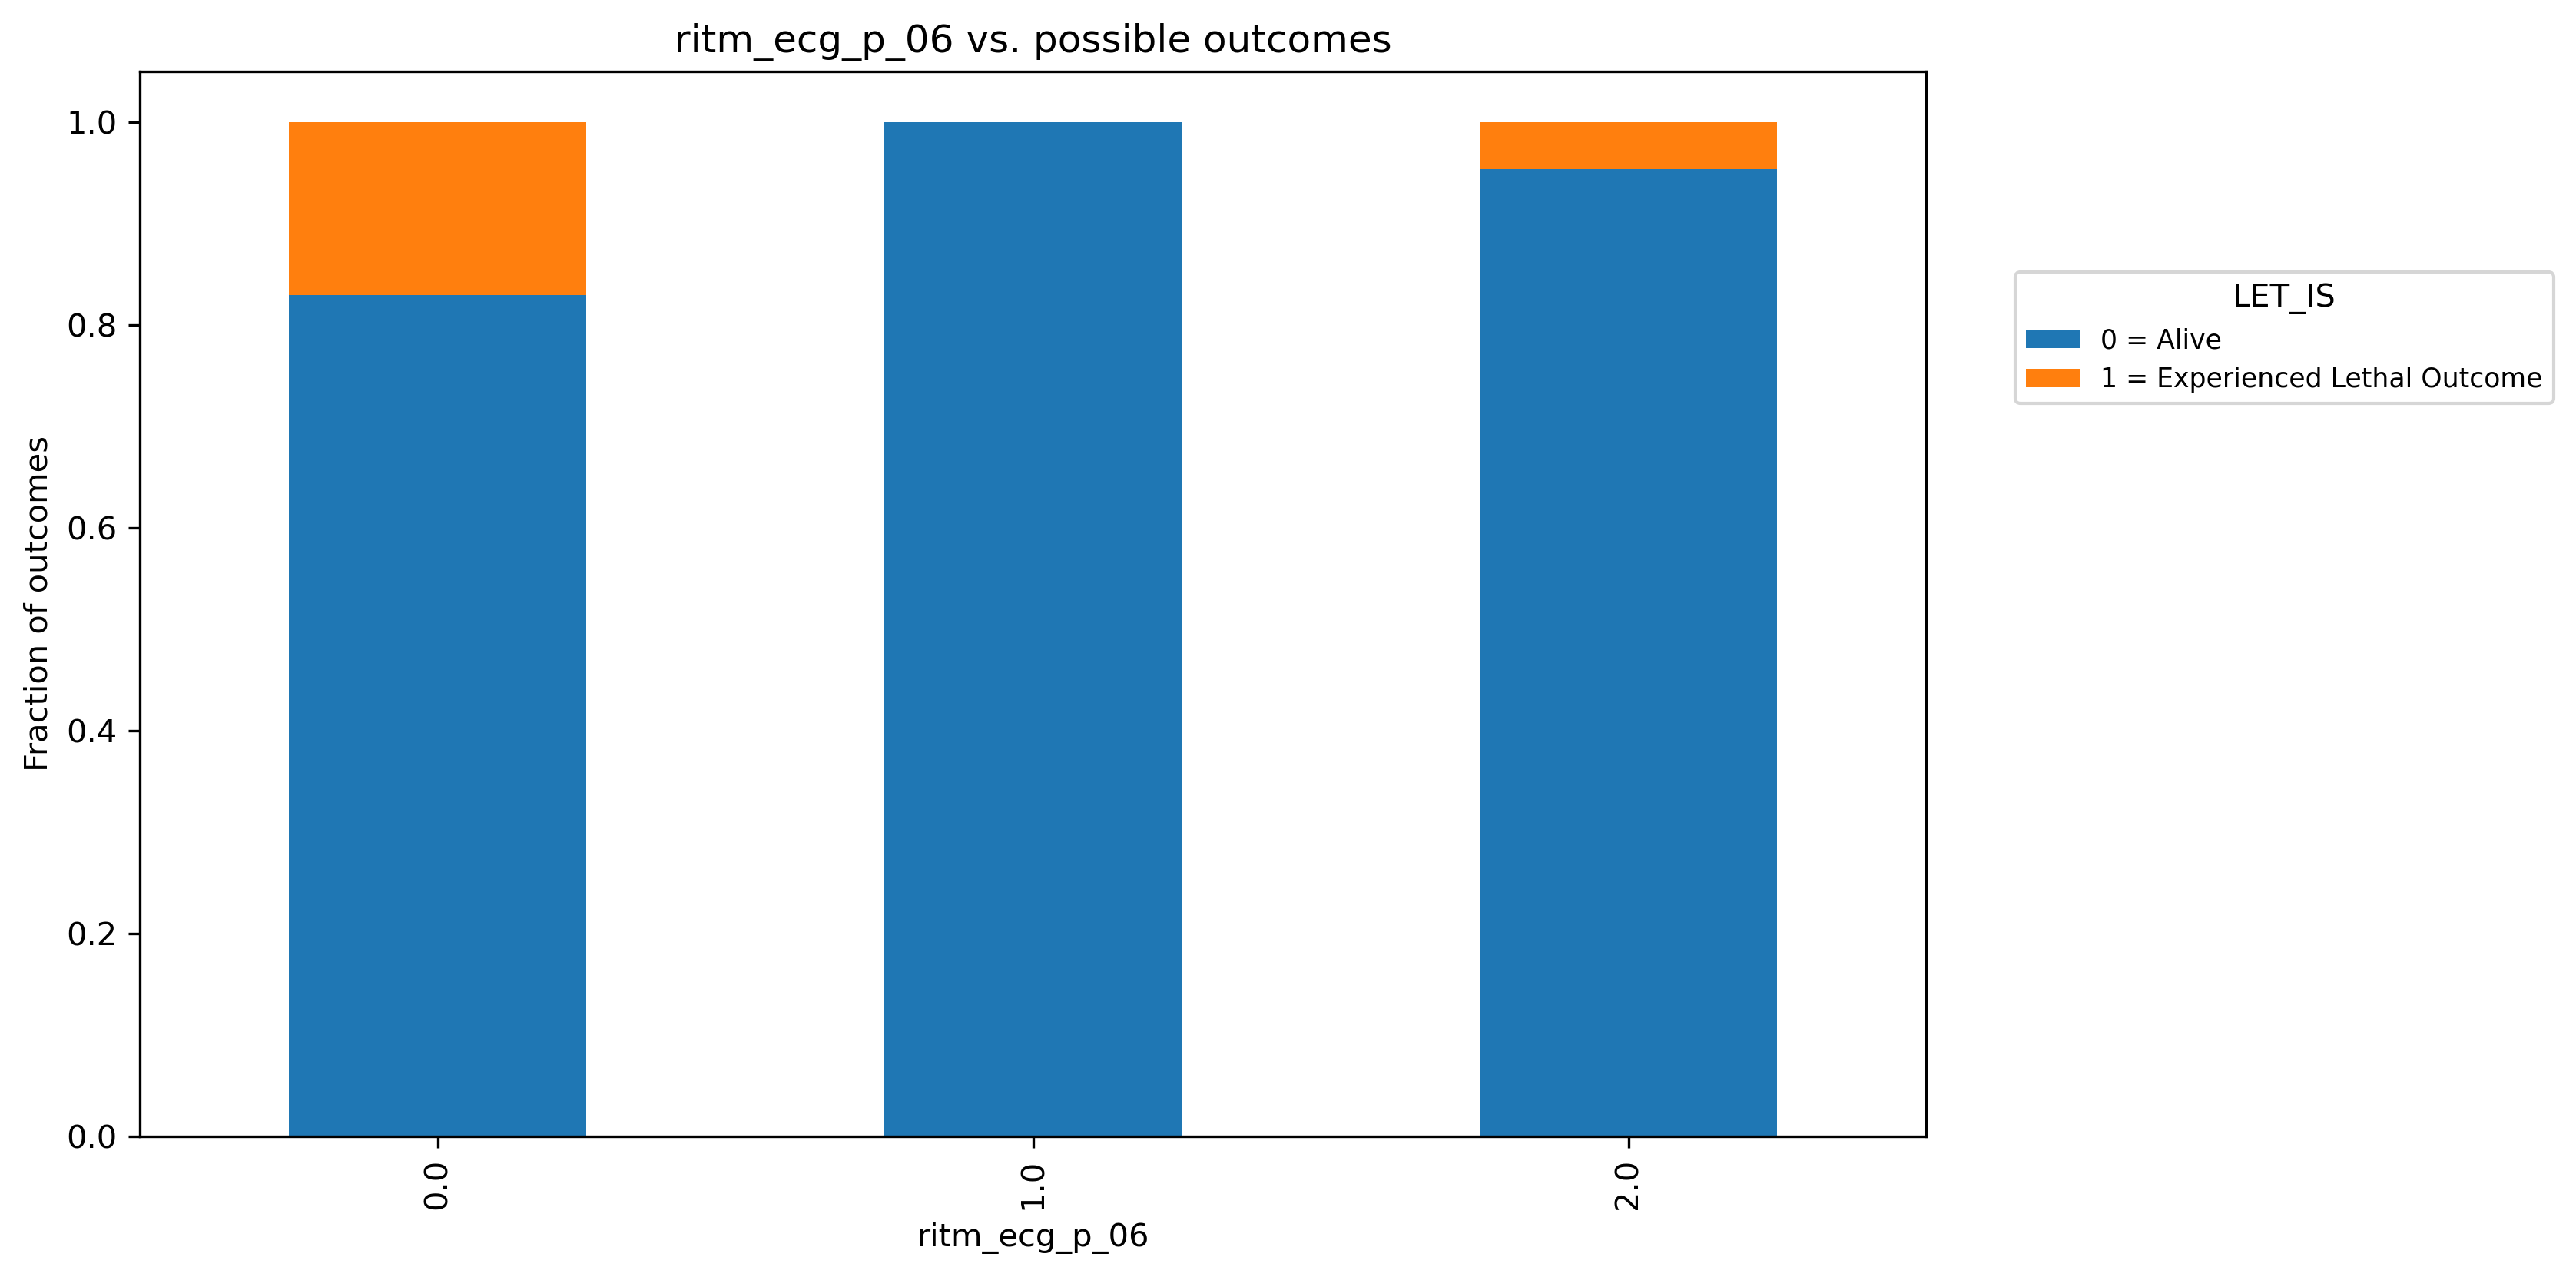 ritm_ecg_p_06 vs. possible outcomes
1.0
0.8
0.6
0.4
0.2
0.0
Fraction of outcomes
0.0
1.0
2.0
ritm_ecg_p_06
LET_IS
0 = Alive
1 = Experienced Lethal Outcome